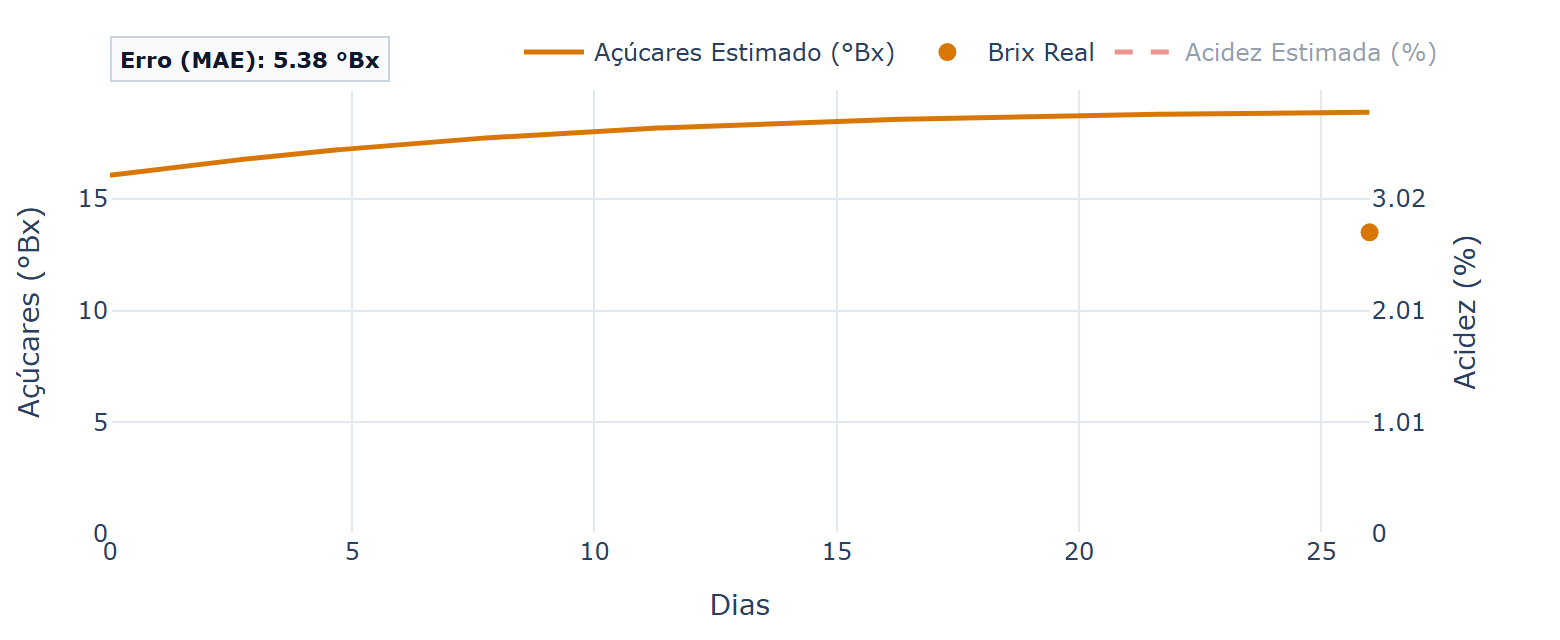 Erro (MAE): 5.38 °Bx
Açúcares Estimado (°Bx)
Brix Real
Acidez Estimada (%)
15
10
5
0
Açúcares (°Bx)
3.02
2.01
1.01
0
Acidez (%)
0
5
10
15
20
25
Dias